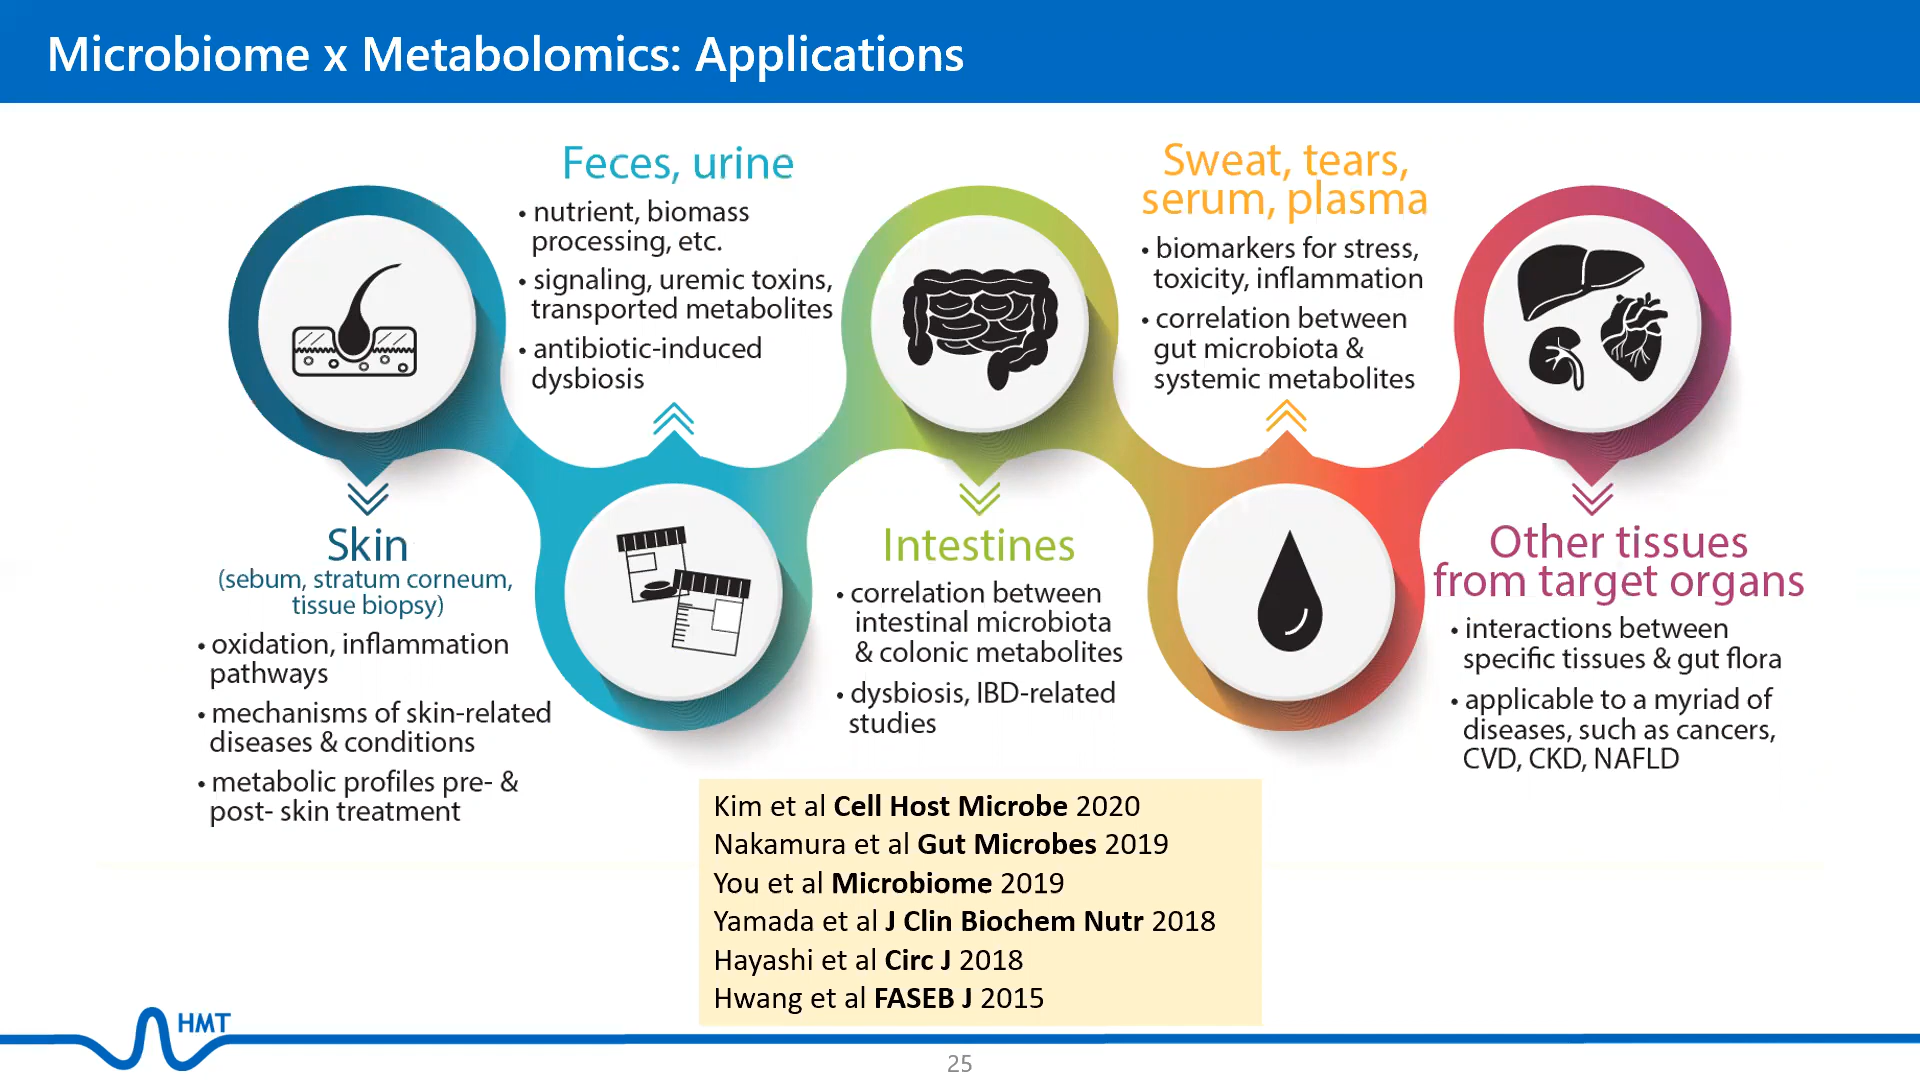 Microbiome x Metabolomics: Applications
Skin
(sebum, stratum corneum,
tissue biopsy)
• oxidation, inflammation
pathways
• mechanisms of skin-related
diseases & conditions
• metabolic profiles pre- &
post- skin treatment
Feces, urine
• nutrient, biomass
processing, etc.
• signaling, uremic toxins,
transported metabolites
• antibiotic-induced
dysbiosis
Intestines
• correlation between
intestinal microbiota
& colonic metabolites
• dysbiosis, IBD-related
studies
Sweat, tears,
serum, plasma
• biomarkers for stress,
toxicity, inflammation
• correlation between
gut microbiota &
systemic metabolites
Other tissues
from target organs
• interactions between
specific tissues & gut flora
• applicable to a myriad of
diseases, such as cancers,
CVD, CKD, NAFLD
Kim et al Cell Host Microbe 2020
Nakamura et al Gut Microbes 2019
You et al Microbiome 2019
Yamada et al J Clin Biochem Nutr 2018
Hayashi et al Circ J 2018
Hwang et al FASEB J 2015
HMT
25